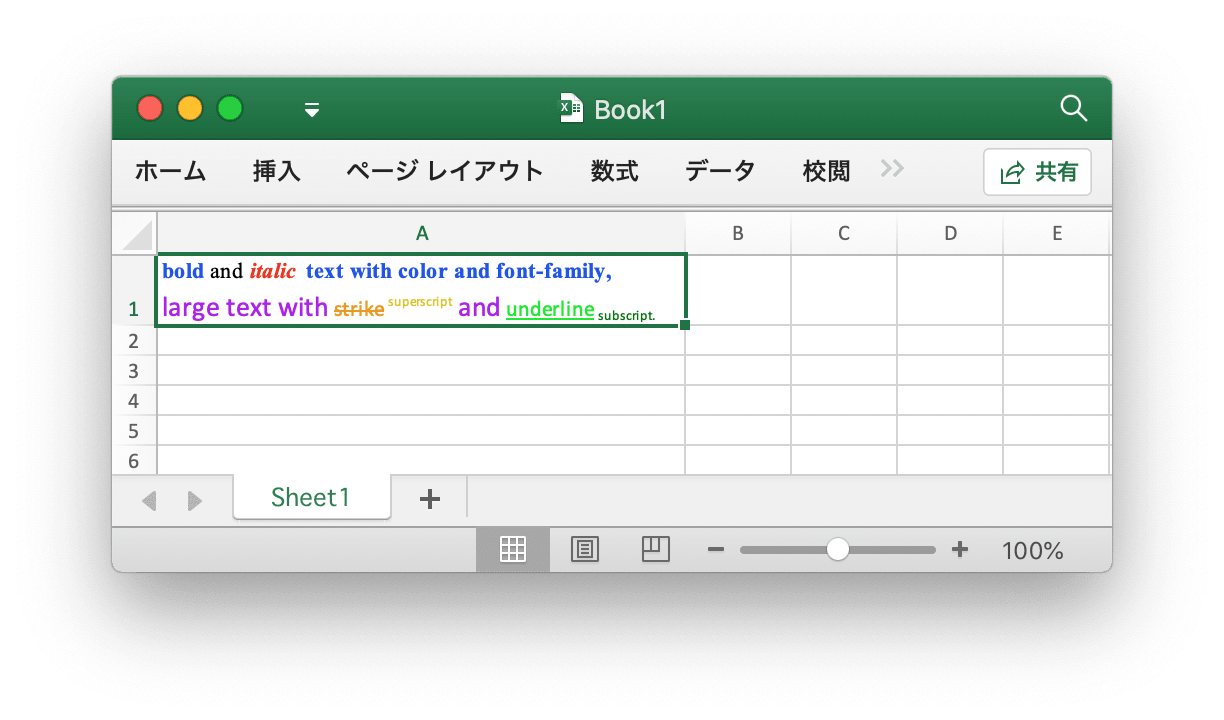 Book1
ホーム 挿入 ページ レイアウト 数式 データ 校閲 共有
A B C D E
bold and italic text with color and font-family,
1 large text with strike superscript and underline subscript.
2
3
4
5
6
Sheet1
100%